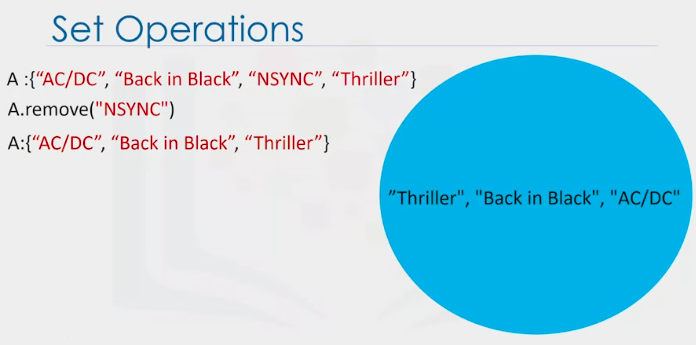 Set Operations
A :{“AC/DC”, “Back in Black”, “NSYNC”, “Thriller”}
A.remove("NSYNC")
A:{“AC/DC”, “Back in Black”, “Thriller”}
”Thriller", "Back in Black", "AC/DC"